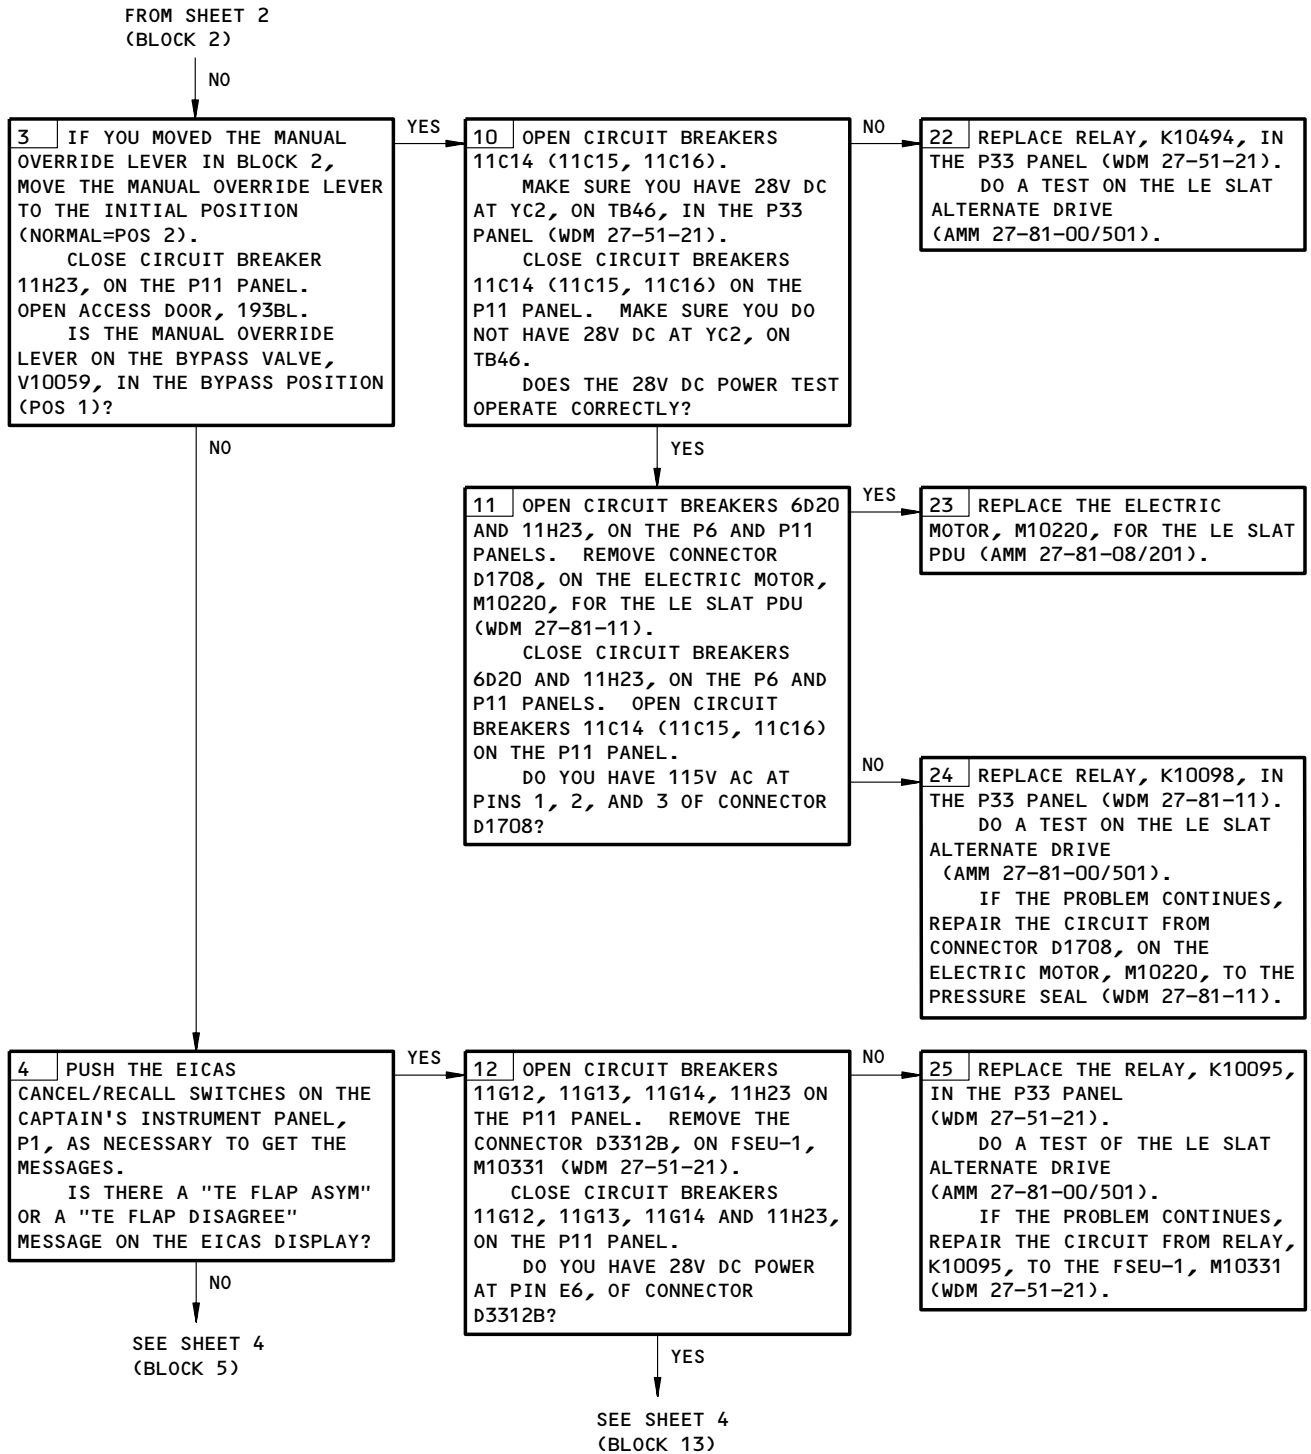 FROM SHEET 2
(BLOCK 2)
NO
3 IF YOU MOVED THE MANUAL
OVERRIDE LEVER IN BLOCK 2,
MOVE THE MANUAL OVERRIDE LEVER
TO THE INITIAL POSITION
(NORMAL=POS 2).
CLOSE CIRCUIT BREAKER
11H23, ON THE P11 PANEL.
OPEN ACCESS DOOR, 193BL.
IS THE MANUAL OVERRIDE
LEVER ON THE BYPASS VALVE,
V10059, IN THE BYPASS POSITION
(POS 1)?
YES
NO
10 OPEN CIRCUIT BREAKERS
11C14 (11C15, 11C16).
MAKE SURE YOU HAVE 28V DC
AT YC2, ON TB46, IN THE P33
PANEL (WDM 27-51-21).
CLOSE CIRCUIT BREAKERS
11C14 (11C15, 11C16) ON THE
P11 PANEL. MAKE SURE YOU DO
NOT HAVE 28V DC AT YC2, ON
TB46.
DOES THE 28V DC POWER TEST
OPERATE CORRECTLY?
NO
YES
22 REPLACE RELAY, K10494, IN
THE P33 PANEL (WDM 27-51-21).
DO A TEST ON THE LE SLAT
ALTERNATE DRIVE
(AMM 27-81-00/501).
11 OPEN CIRCUIT BREAKERS 6D20
AND 11H23, ON THE P6 AND P11
PANELS. REMOVE CONNECTOR
D1708, ON THE ELECTRIC MOTOR,
M10220, FOR THE LE SLAT PDU
(WDM 27-81-11).
CLOSE CIRCUIT BREAKERS
6D20 AND 11H23, ON THE P6 AND
P11 PANELS. OPEN CIRCUIT
BREAKERS 11C14 (11C15, 11C16)
ON THE P11 PANEL.
DO YOU HAVE 115V AC AT
PINS 1, 2, AND 3 OF CONNECTOR
D1708?
YES
23 REPLACE THE ELECTRIC
MOTOR, M10220, FOR THE LE SLAT
PDU (AMM 27-81-08/201).
NO
24 REPLACE RELAY, K10098, IN
THE P33 PANEL (WDM 27-81-11).
DO A TEST ON THE LE SLAT
ALTERNATE DRIVE
(AMM 27-81-00/501).
IF THE PROBLEM CONTINUES,
REPAIR THE CIRCUIT FROM
CONNECTOR D1708, ON THE
ELECTRIC MOTOR, M10220, TO THE
PRESSURE SEAL (WDM 27-81-11).
4 PUSH THE EICAS
CANCEL/RECALL SWITCHES ON THE
CAPTAIN'S INSTRUMENT PANEL,
P1, AS NECESSARY TO GET THE
MESSAGES.
IS THERE A "TE FLAP ASYM"
OR A "TE FLAP DISAGREE"
MESSAGE ON THE EICAS DISPLAY?
YES
NO
SEE SHEET 4
(BLOCK 5)
12 OPEN CIRCUIT BREAKERS
11G12, 11G13, 11G14, 11H23 ON
THE P11 PANEL. REMOVE THE
CONNECTOR D3312B, ON FSEU-1,
M10331 (WDM 27-51-21).
CLOSE CIRCUIT BREAKERS
11G12, 11G13, 11G14 AND 11H23,
ON THE P11 PANEL.
DO YOU HAVE 28V DC POWER
AT PIN E6, OF CONNECTOR
D3312B?
NO
YES
SEE SHEET 4
(BLOCK 13)
25 REPLACE THE RELAY, K10095,
IN THE P33 PANEL
(WDM 27-51-21).
DO A TEST OF THE LE SLAT
ALTERNATE DRIVE
(AMM 27-81-00/501).
IF THE PROBLEM CONTINUES,
REPAIR THE CIRCUIT FROM RELAY,
K10095, TO THE FSEU-1, M10331
(WDM 27-51-21).